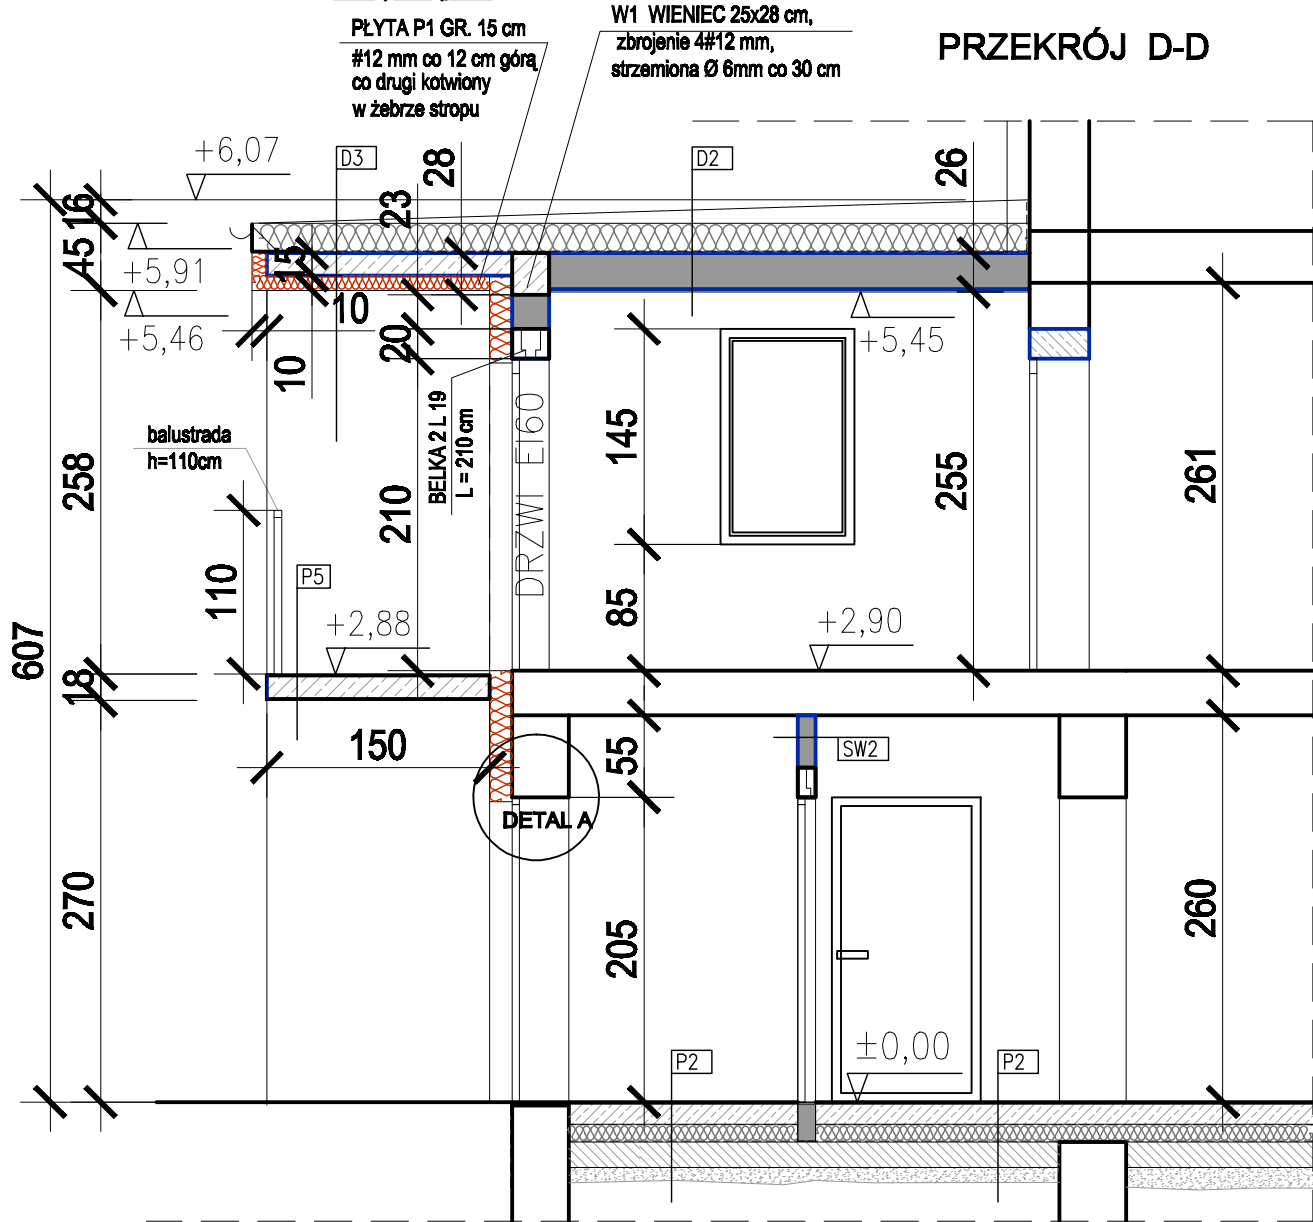 PŁYTA P1 GR. 15 cm
#12 mm co 12 cm górą
co drugi kotwiony
w żebrze stropu
W1 WIENIEC 25x28 cm,
zbrojenie 4#12 mm,
strzemiona Ø 6mm co 30 cm
PRZEKRÓJ D-D
+6,07
D3
28
23
D2
26
16
45
+5,91
15
10
+5,46
20
10
+5,45
balustrada
h=110cm
BELKA 2 L 19
L = 210 cm
DRZWI EI60
145
258
210
255
261
110
P5
+2,88
85
+2,90
607
18
150
55
SW2
DETAL A
270
205
260
±0,00
P2
P2